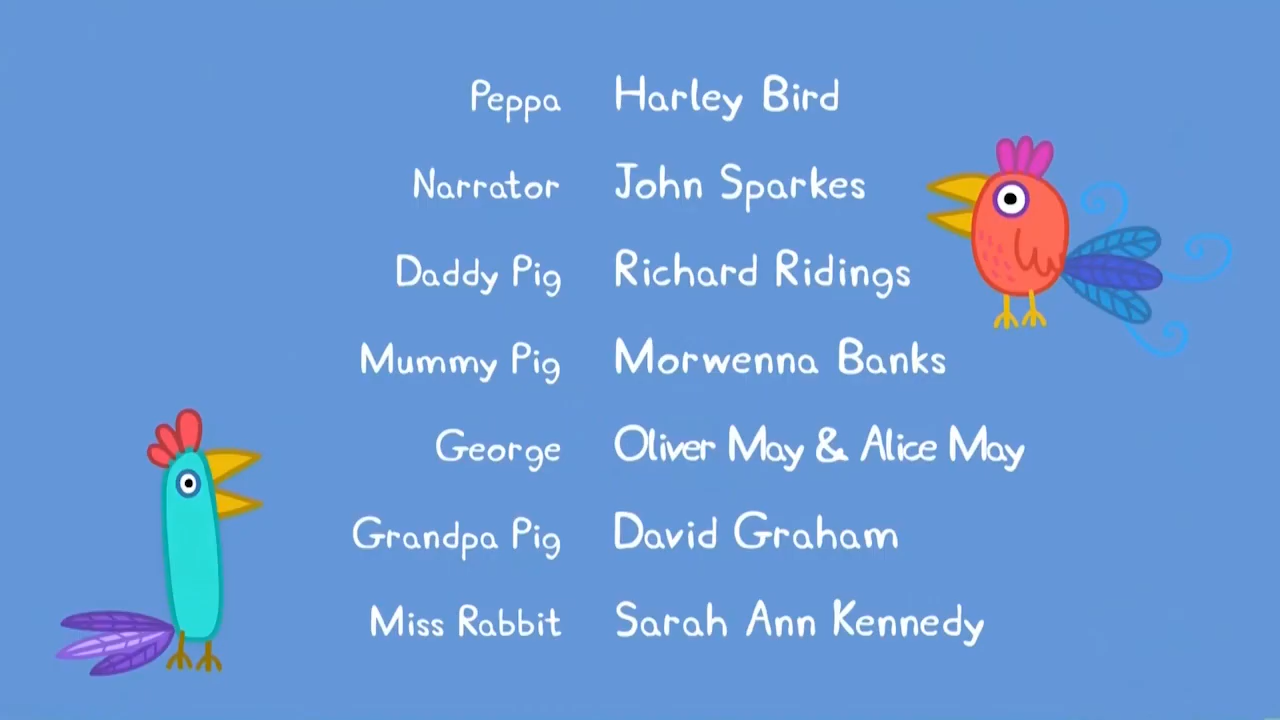 Peppa Harley Bird
Narrator John Sparkes
Daddy Pig Richard Ridings
Mummy Pig Morwenna Banks
George Oliver May & Alice May
Grandpa Pig David Graham
Miss Rabbit Sarah Ann Kennedy